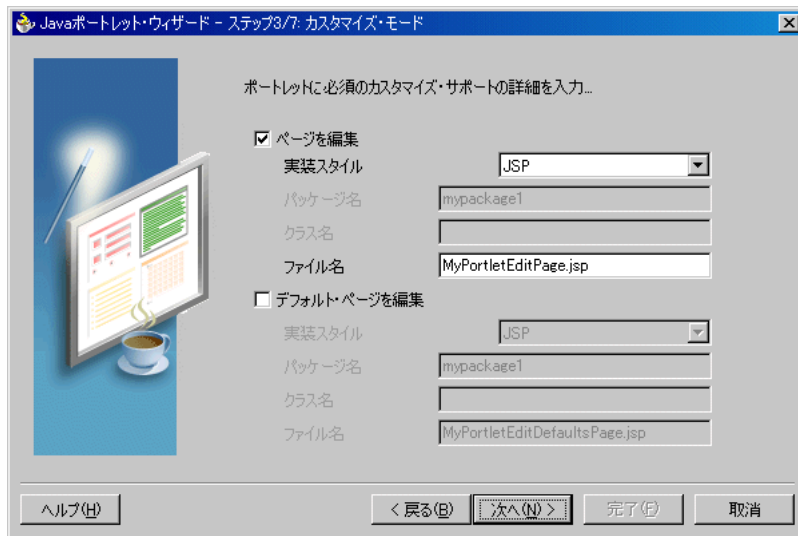 Javaポートレット・ウィザード - ステップ3/7: カスタマイズ・モード
ポートレットに必須のカスタマイズ・サポートの詳細を入力...
ページを編集
実装スタイル JSP
パッケージ名 mypackage1
クラス名
ファイル名 MyPortletEditPage.jsp
デフォルト・ページを編集
実装スタイル JSP
パッケージ名 mypackage1
クラス名
ファイル名 MyPortletEditDefaultsPage.jsp
ヘルプ(H) < 戻る(B) 次へ(N) > 完了(F) 取消